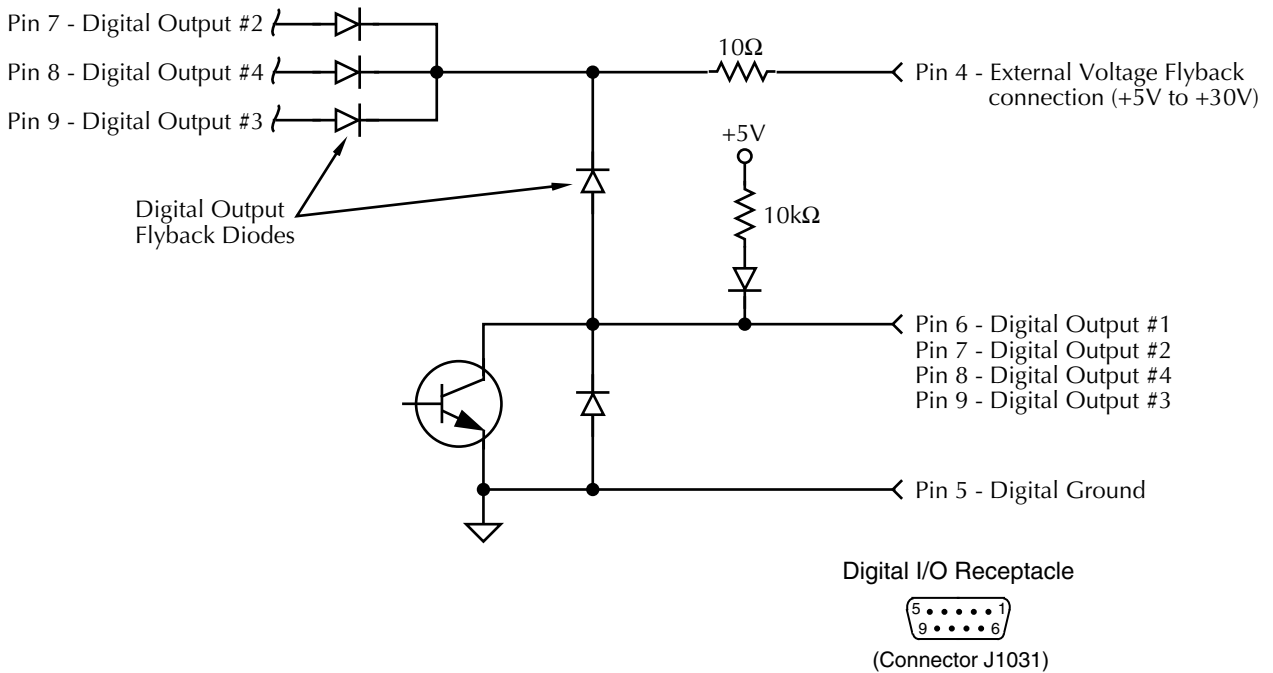 Pin 7 - Digital Output #2
Pin 8 - Digital Output #4
Pin 9 - Digital Output #3
10Ω
Pin 4 - External Voltage Flyback
connection (+5V to +30V)
+5V
10kΩ
Digital Output
Flyback Diodes
Pin 6 - Digital Output #1
Pin 7 - Digital Output #2
Pin 8 - Digital Output #4
Pin 9 - Digital Output #3
Pin 5 - Digital Ground
Digital I/O Receptacle
5 1
9 6
(Connector J1031)